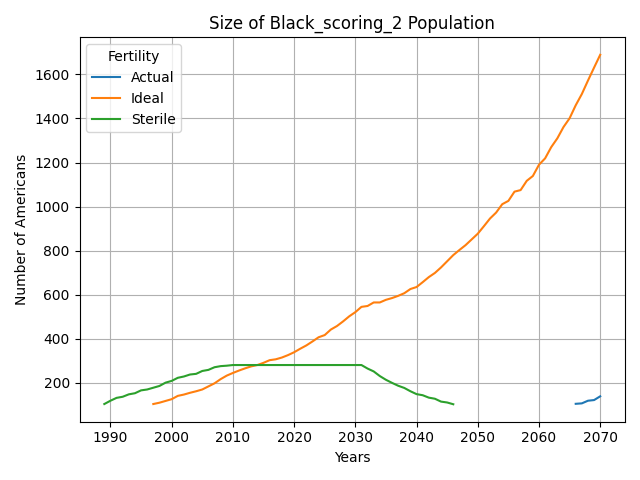 Size of Black_scoring_2 Population
Fertility
Actual
Ideal
Sterile
Number of Americans
1600
1400
1200
1000
800
600
400
200
1990 2000 2010 2020 2030 2040 2050 2060 2070
Years